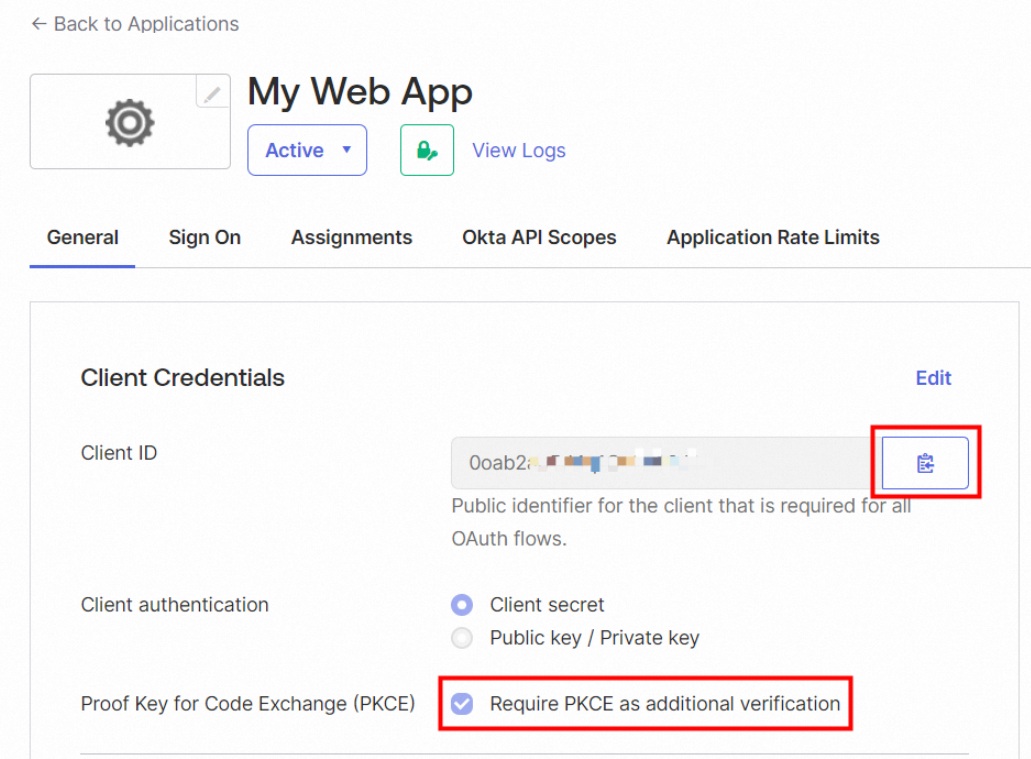 ← Back to Applications
My Web App
Active ▼
View Logs
General Sign On Assignments Okta API Scopes Application Rate Limits
Client Credentials Edit
Client ID
0oab2
Public identifier for the client that is required for all
OAuth flows.
Client authentication
Client secret
Public key / Private key
Proof Key for Code Exchange (PKCE)
Require PKCE as additional verification